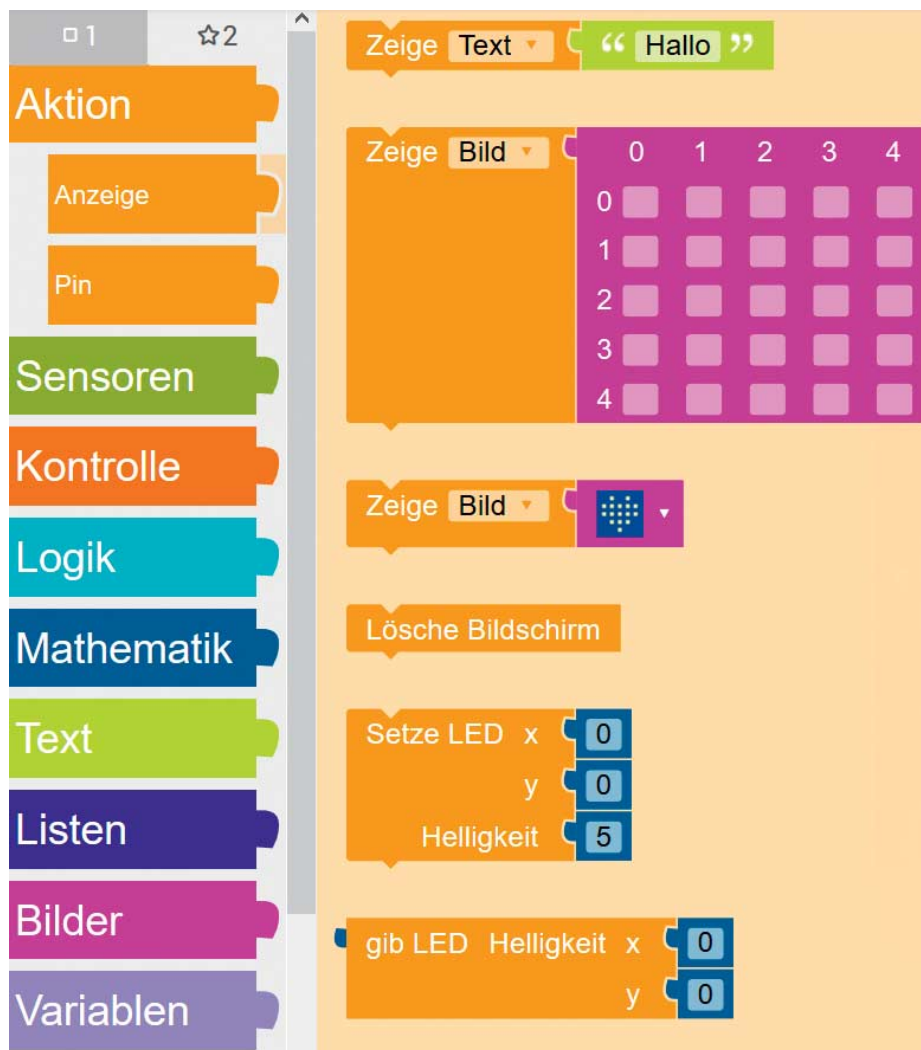 1
2
Aktion
Anzeige
Pin
Sensoren
Kontrolle
Logik
Mathematik
Text
Listen
Bilder
Variablen
Zeige Text “ Hallo ”
Zeige Bild 0 1 2 3 4
0
1
2
3
4
Zeige Bild
Lösche Bildschirm
Setze LED x 0
y 0
Helligkeit 5
gib LED Helligkeit x 0
y 0